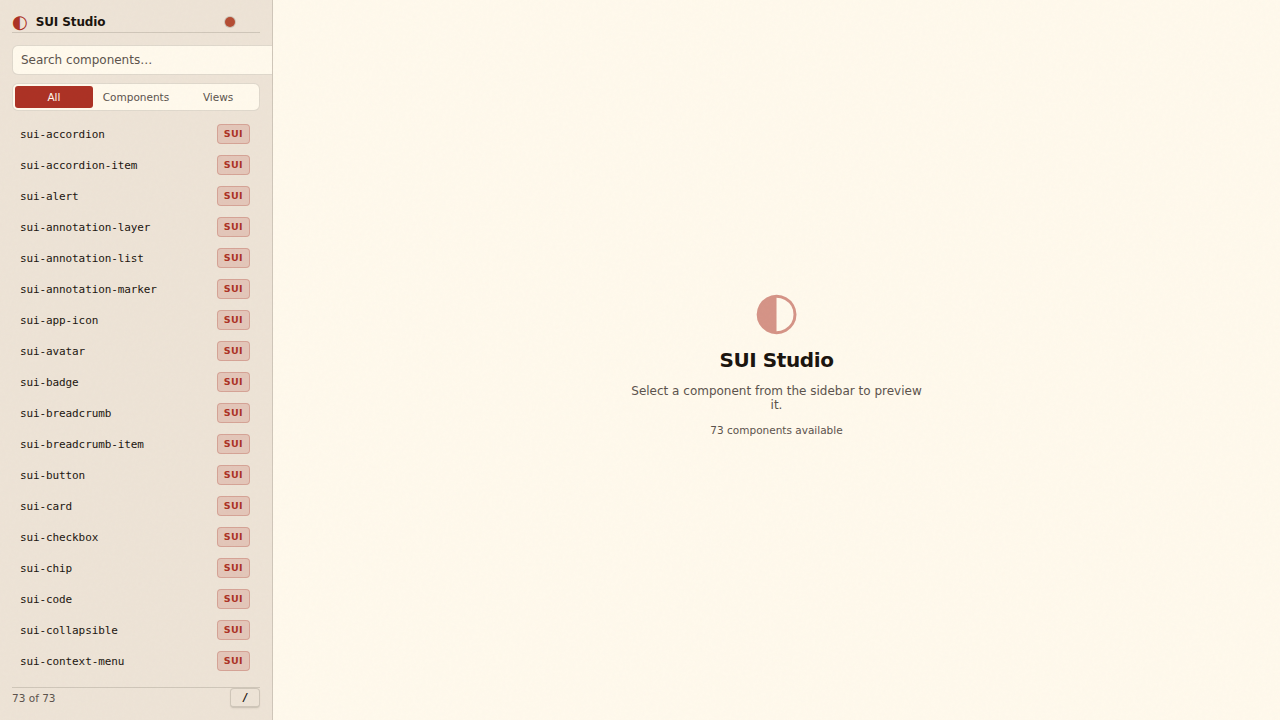 SUI Studio
Search components...
All Components Views
sui-accordion SUI
sui-accordion-item SUI
sui-alert SUI
sui-annotation-layer SUI
sui-annotation-list SUI
sui-annotation-marker SUI
sui-app-icon SUI
sui-avatar SUI
sui-badge SUI
sui-breadcrumb SUI
sui-breadcrumb-item SUI
sui-button SUI
sui-card SUI
sui-checkbox SUI
sui-chip SUI
sui-code SUI
sui-collapsible SUI
sui-context-menu SUI
73 of 73 /
SUI Studio
Select a component from the sidebar to preview
it.
73 components available